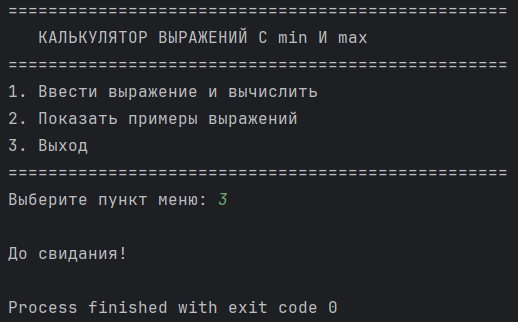 ==================================================
КАЛЬКУЛЯТОР ВЫРАЖЕНИЙ С min И max
==================================================
1. Ввести выражение и вычислить
2. Показать примеры выражений
3. Выход
==================================================
Выберите пункт меню: 3
До свидания!
Process finished with exit code 0